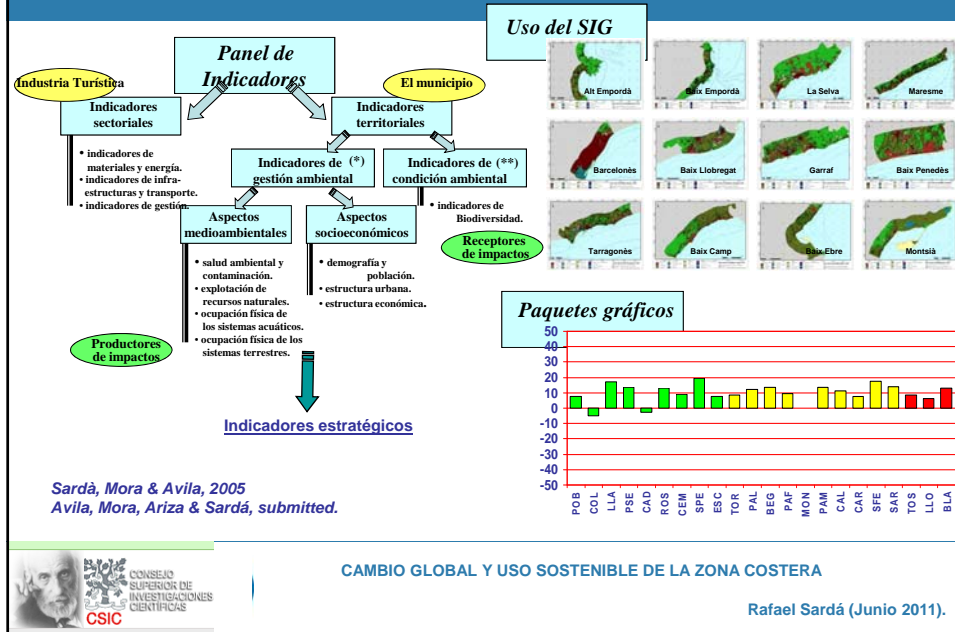 Panel de
Indicadores
Industria Turística
El municipio
Indicadores
sectoriales
Indicadores
territoriales
• indicadores de
materiales y energía.
• indicadores de infra-
estructuras y transporte.
• indicadores de gestión.
Indicadores de (*)
gestión ambiental
Indicadores de (**)
condición ambiental
• indicadores de
Biodiversidad.
Aspectos
medioambientales
Aspectos
socioeconómicos
Receptores
de impactos
• salud ambiental y
contaminación.
• explotación de
recursos naturales.
• ocupación física de
los sistemas acuáticos.
• ocupación física de los
sistemas terrestres.
• demografía y
población.
• estructura urbana.
• estructura económica.
Productores
de impactos
Indicadores estratégicos
Sardà, Mora & Avila, 2005
Avila, Mora, Ariza & Sardá, submitted.
Uso del SIG
Alt Empordà
Baix Empordà
La Selva
Maresme
Barcelonès
Baix Llobregat
Garraf
Baix Penedès
Tarragonès
Baix Camp
Baix Ebre
Montsià
Paquetes gráficos
50
40
30
20
10
0
-10
-20
-30
-40
-50
POB
COL
LLA
PSE
CAD
ROS
CEM
SPE
ESC
TOR
PAL
BEG
PAF
MON
PAM
CAL
CAR
SFE
SAR
TOS
LLO
BLA
CONSEJO
SUPERIOR DE
INVESTIGACIONES
CIENTÍFICAS
CSIC
CAMBIO GLOBAL Y USO SOSTENIBLE DE LA ZONA COSTERA
Rafael Sardá (Junio 2011).